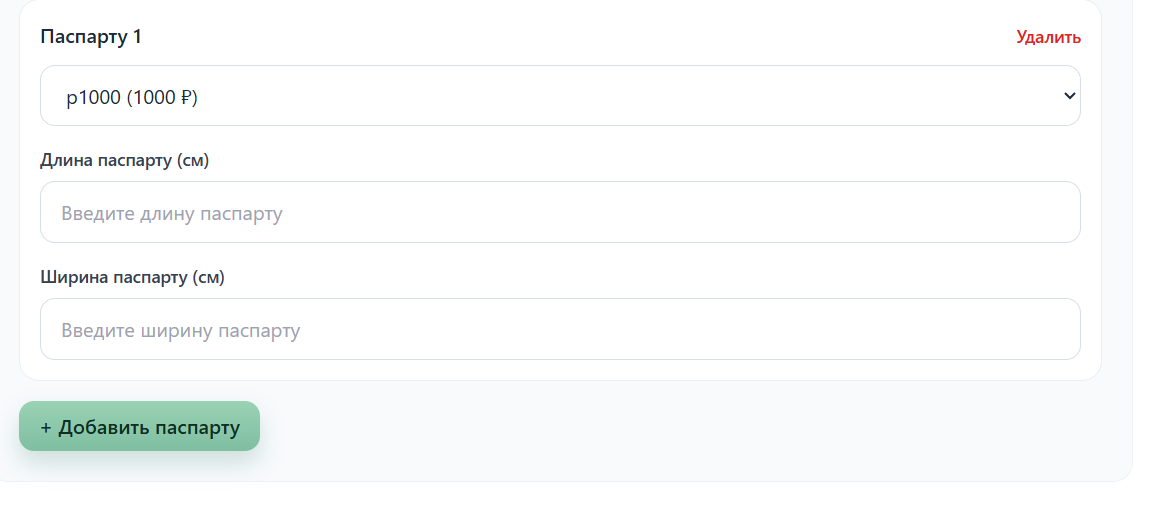 Паспарту 1
Удалить
p1000 (1000 ₽)
Длина паспарту (см)
Введите длину паспарту
Ширина паспарту (см)
Введите ширину паспарту
+ Добавить паспарту